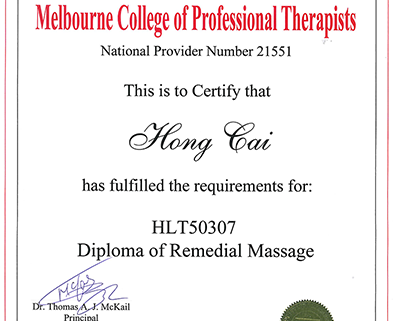 Melbourne College of Professional Therapists
National Provider Number 21551
This is to Certify that
Hong Cai
has fulfilled the requirements for:
HLT50307
Diploma of Remedial Massage
Dr. Thomas A. J. McKail
Principal